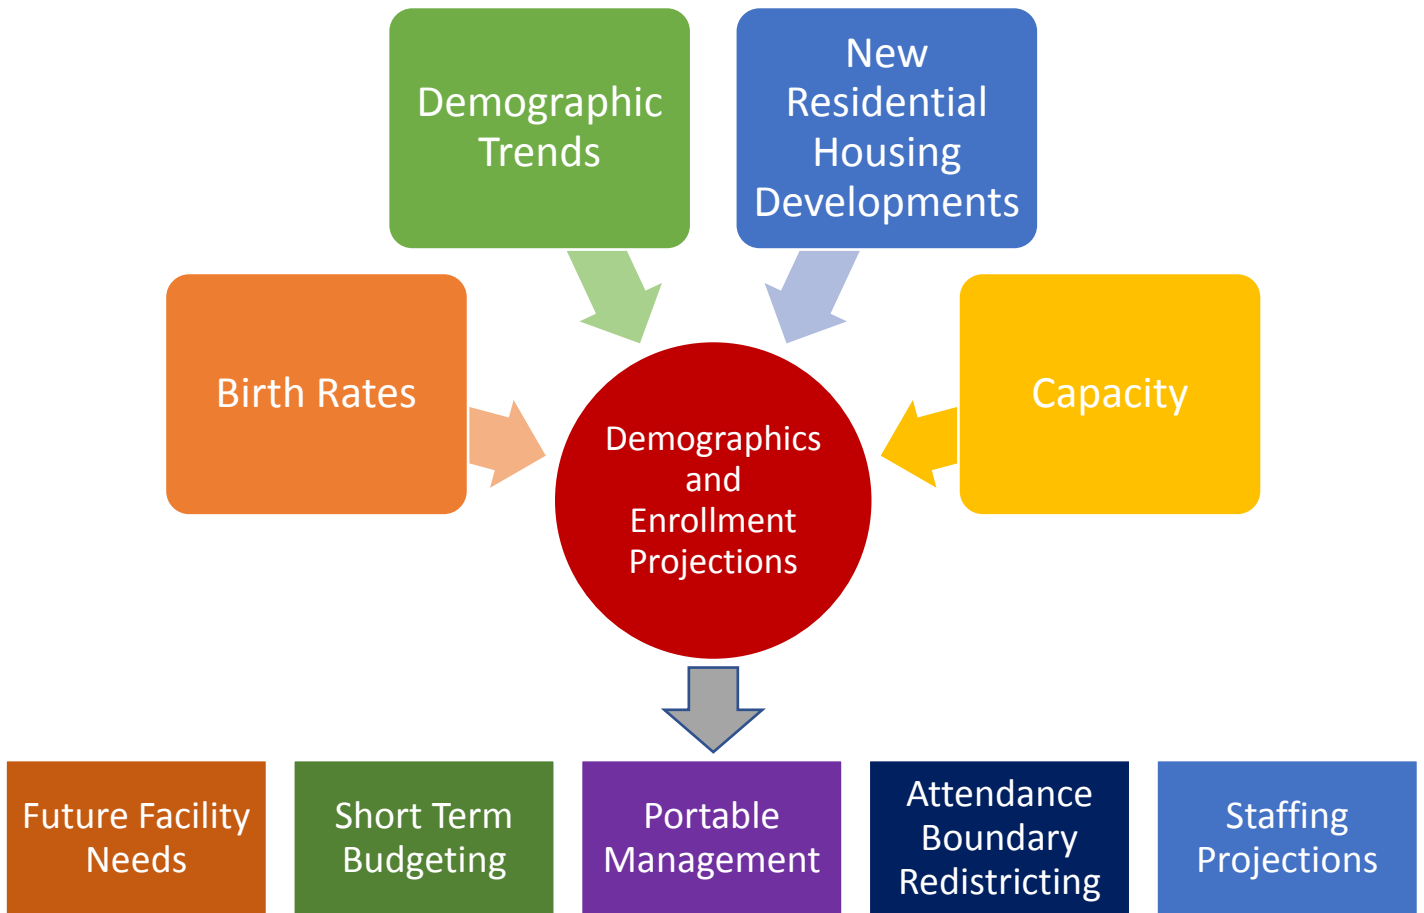 Demographic
Trends
New
Residential
Housing
Developments
Birth Rates
Capacity
Demographics
and
Enrollment
Projections
Future Facility
Needs
Short Term
Budgeting
Portable
Management
Attendance
Boundary
Redistricting
Staffing
Projections